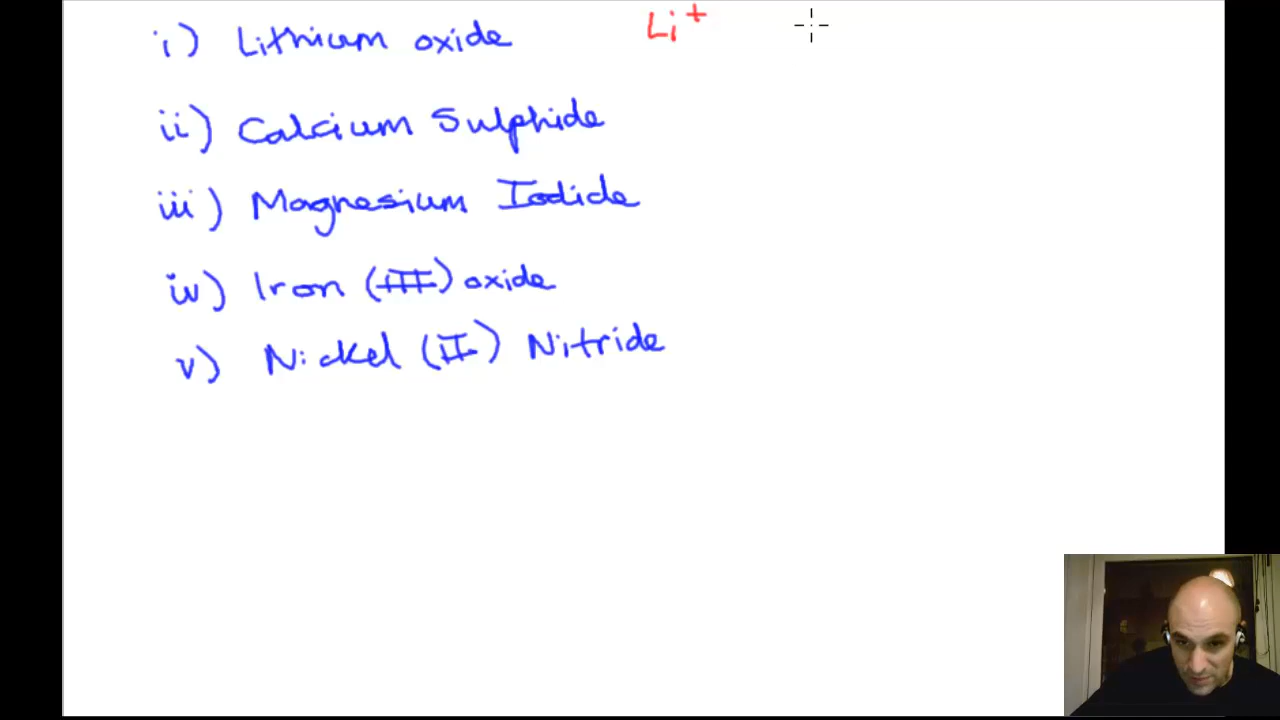 i) Lithium oxide Li⁺
ii) Calcium Sulphide
iii) Magnesium Iodide
iv) Iron (III) oxide
v) Nickel (II) Nitride